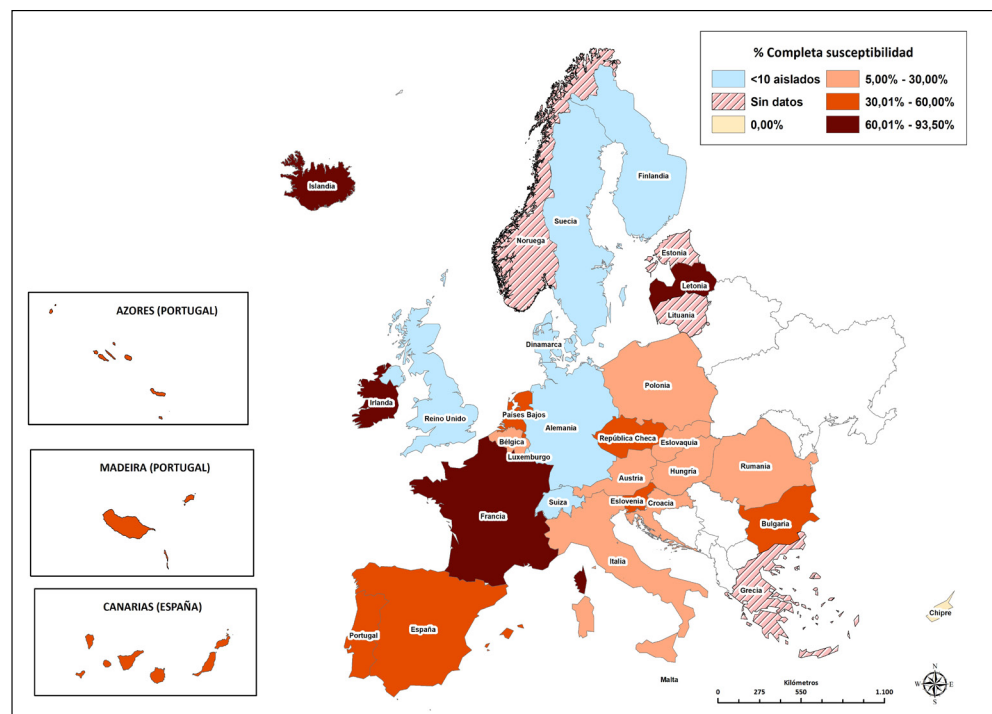 % Completa susceptibilidad
<10 aislados
5,00% - 30,00%
Sin datos
30,01% - 60,00%
0,00%
60,01% - 93,50%
Islandia
Finlandia
Suecia
Noruega
Estonia
Letonia
Lituania
AZORES (PORTUGAL)
Dinamarca
Irlanda
Reino Unido
Países Bajos
Alemania
Polonia
Bélgica
República Checa
Luxemburgo
Eslovaquia
MADEIRA (PORTUGAL)
Austria
Hungría
Rumania
Suiza
Eslovenia
Croacia
Francia
Bulgaria
Italia
Grecia
CANARIAS (ESPAÑA)
Chipre
Portugal
España
Malta
Kilómetros
0 275 550 1.100
N
W E
S